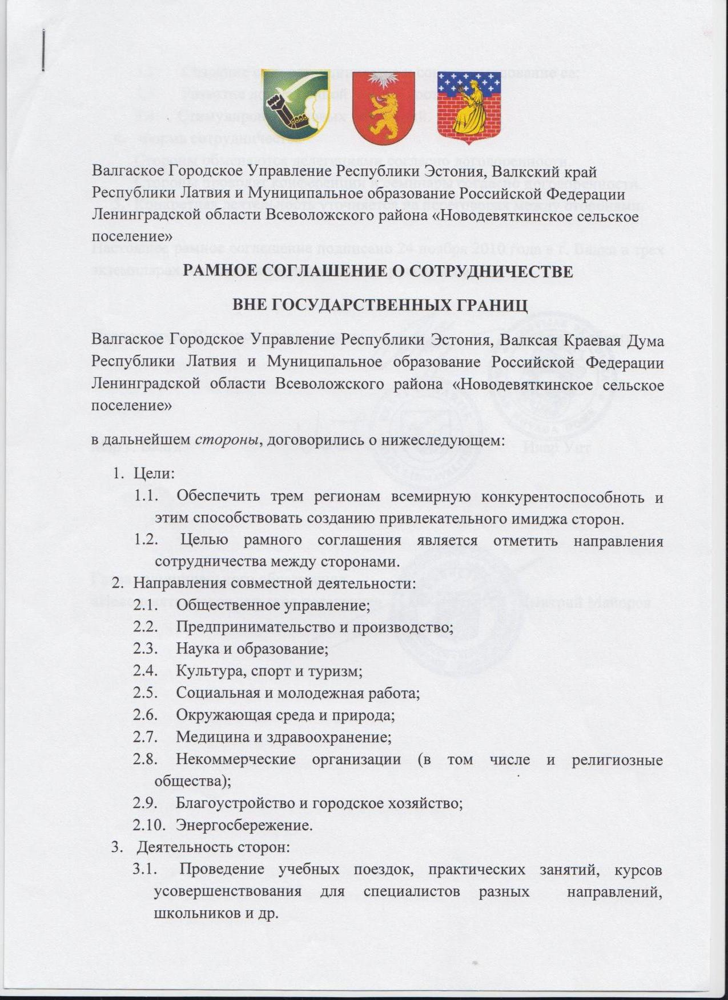 Валгаское Городское Управление Республики Эстония, Валкский край
Республики Латвия и Муниципальное образование Российской Федерации
Ленинградской области Всеволожского района «Новодевяткинское сельское
поселение»
РАМНОЕ СОГЛАШЕНИЕ О СОТРУДНИЧЕСТВЕ
ВНЕ ГОСУДАРСТВЕННЫХ ГРАНИЦ
Валгаское Городское Управление Республики Эстония, Валксая Краевая Дума
Республики Латвия и Муниципальное образование Российской Федерации
Ленинградской области Всеволожского района «Новодевяткинское сельское
поселение»
в дальнейшем стороны, договорились о нижеследующем:
1. Цели:
1.1. Обеспечить трем регионам всемирную конкурентоспособноть и
этим способствовать созданию привлекательного имиджа сторон.
1.2. Целью рамного соглашения является отметить направления
сотрудничества между сторонами.
2. Направления совместной деятельности:
2.1. Общественное управление;
2.2. Предпринимательство и производство;
2.3. Наука и образование;
2.4. Культура, спорт и туризм;
2.5. Социальная и молодежная работа;
2.6. Окружающая среда и природа;
2.7. Медицина и здравоохранение;
2.8. Некоммерческие организации (в том числе и религиозные
общества);
2.9. Благоустройство и городское хозяйство;
2.10. Энергосбережение.
3. Деятельность сторон:
3.1. Проведение учебных поездок, практических занятий, курсов
усовершенствования для специалистов разных направлений,
школьников и др.